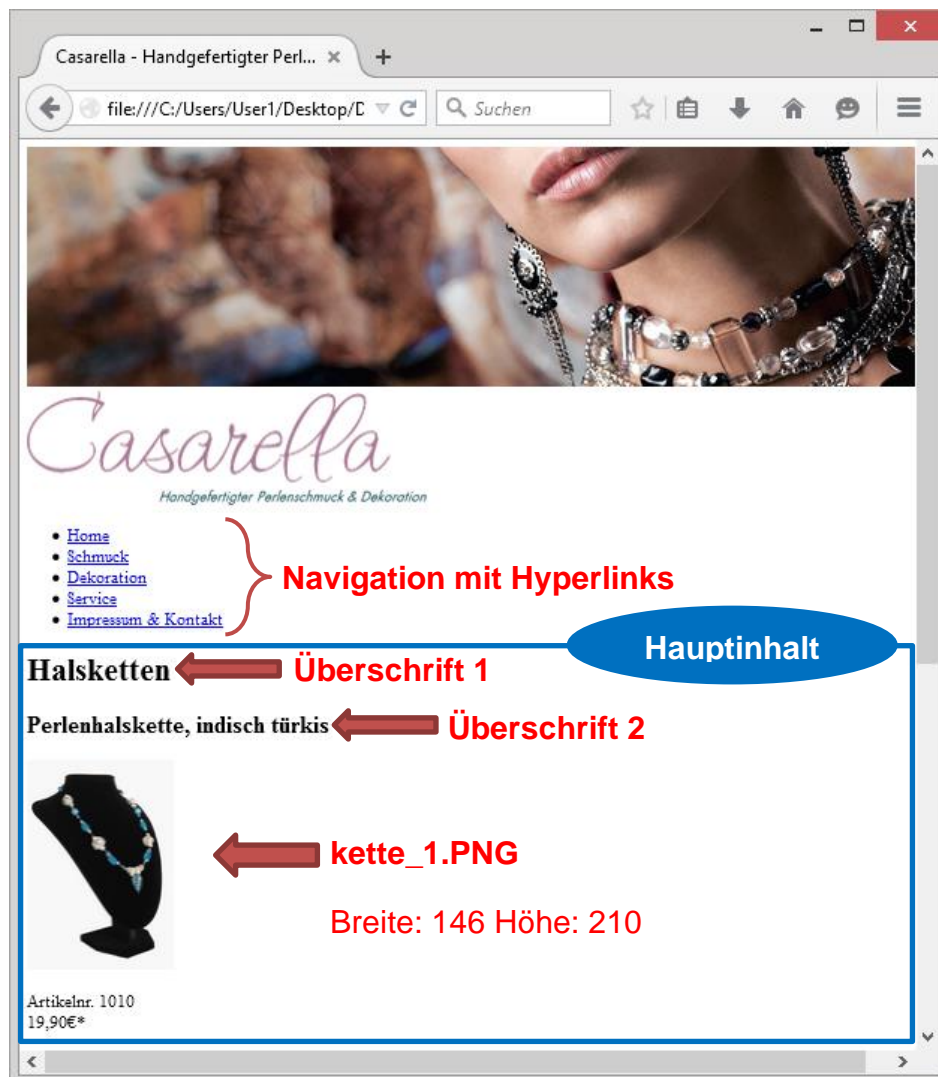 Casarella - Handgefertigter Perl...
file:///C:/Users/User1/Desktop/D
Suchen
Casarella
Handgefertigter Perlenschmuck & Dekoration
Home
Schmuck
Dekoration
Service
Impressum & Kontakt
Navigation mit Hyperlinks
Hauptinhalt
Halsketten
Überschrift 1
Perlenhalskette, indisch türkis
Überschrift 2
kette_1.PNG
Breite: 146 Höhe: 210
Artikelnr. 1010
19,90€*